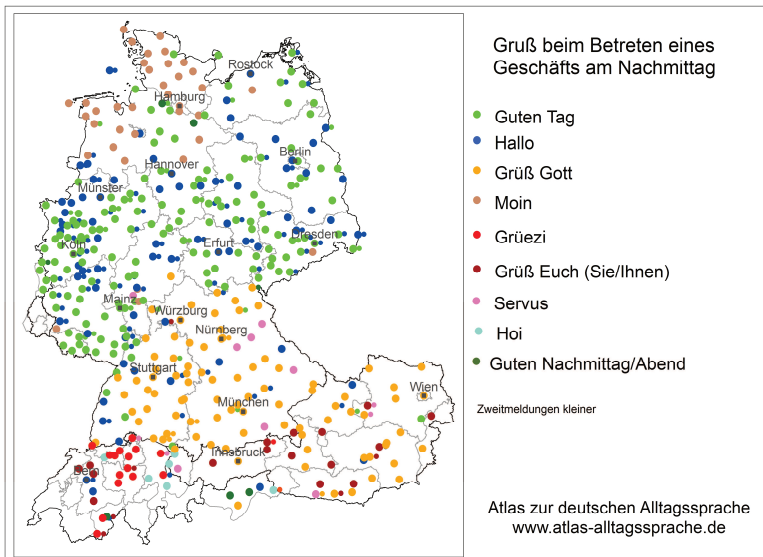 Gruß beim Betreten eines
Geschäfts am Nachmittag
Guten Tag
Hallo
Grüß Gott
Moin
Grüezi
Grüß Euch (Sie/Ihnen)
Servus
Hoi
Guten Nachmittag/Abend
Zweitmeldungen kleiner
Atlas zur deutschen Alltagssprache
www.atlas-alltagssprache.de
Rostock
Hamburg
Berlin
Hannover
Münster
Dresden
Köln
Erfurt
Mainz
Würzburg
Nürnberg
Stuttgart
Wien
München
Innsbruck
Bern